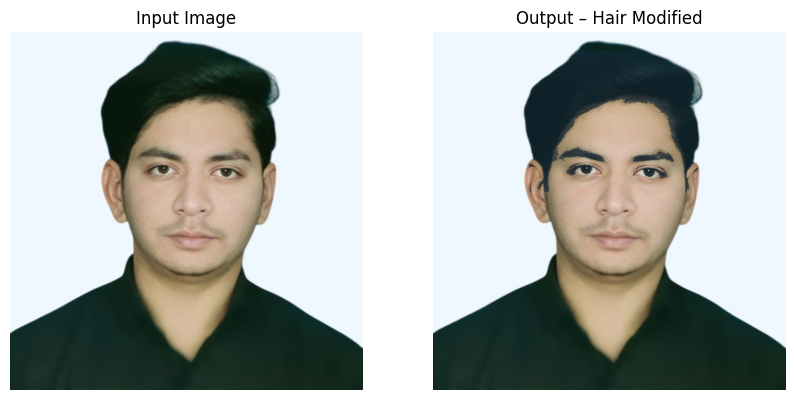 Input Image
Output – Hair Modified